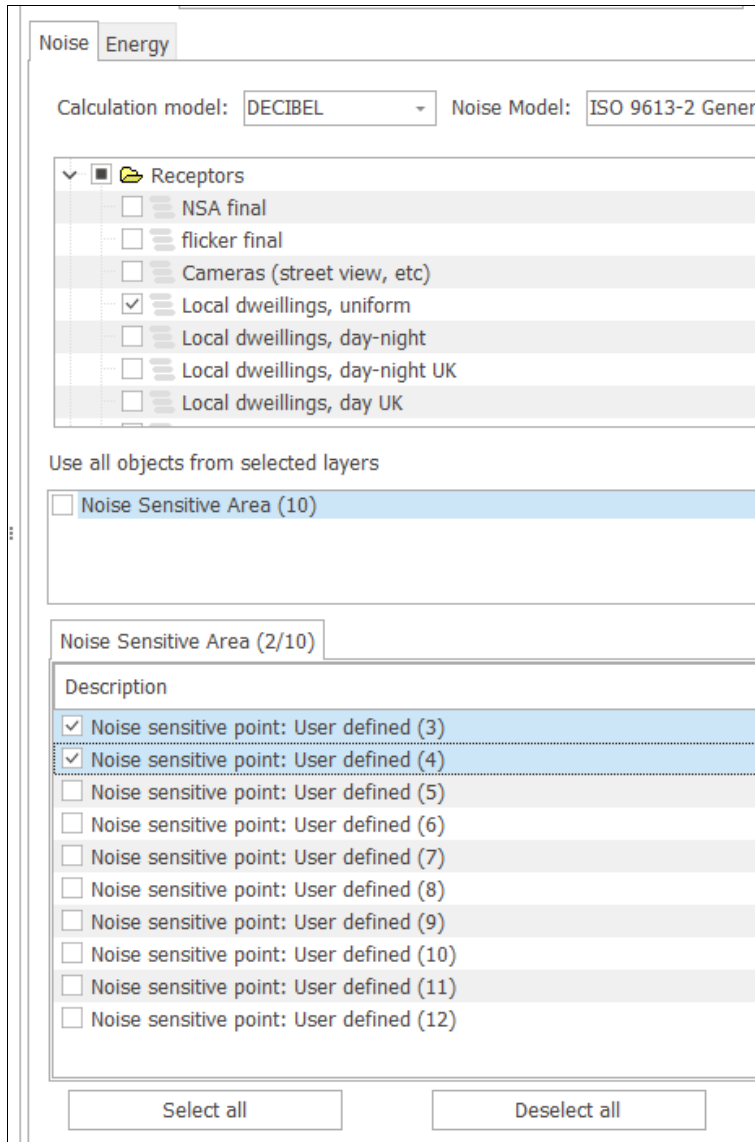 Noise Energy
Calculation model: DECIBEL Noise Model: ISO 9613-2 Gener
Receptors
NSA final
flicker final
Cameras (street view, etc)
Local dweillings, uniform
Local dweillings, day-night
Local dweillings, day-night UK
Local dweillings, day UK
Use all objects from selected layers
Noise Sensitive Area (10)
Noise Sensitive Area (2/10)
Description
Noise sensitive point: User defined (3)
Noise sensitive point: User defined (4)
Noise sensitive point: User defined (5)
Noise sensitive point: User defined (6)
Noise sensitive point: User defined (7)
Noise sensitive point: User defined (8)
Noise sensitive point: User defined (9)
Noise sensitive point: User defined (10)
Noise sensitive point: User defined (11)
Noise sensitive point: User defined (12)
Select all Deselect all